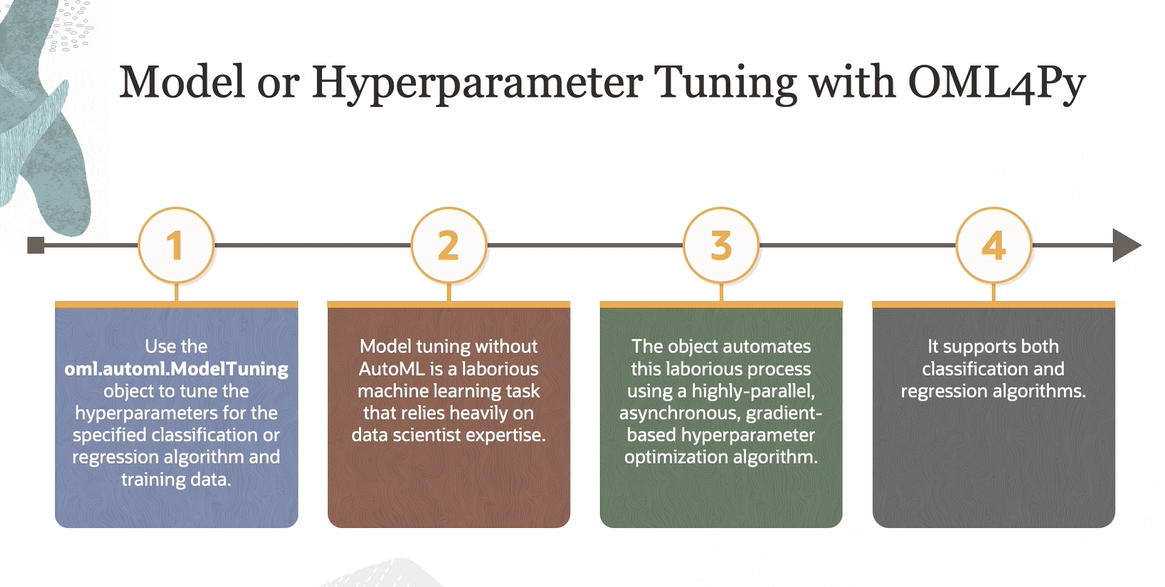 Model or Hyperparameter Tuning with OML4Py
1
2
3
4
Use the
oml.automl.ModelTuning
object to tune the
hyperparameters for the
specified classification or
regression algorithm and
training data.
Model tuning without
AutoML is a laborious
machine learning task
that relies heavily on
data scientist expertise.
The object automates
this laborious process
using a highly-parallel,
asynchronous, gradient-
based hyperparameter
optimization algorithm.
It supports both
classification and
regression algorithms.